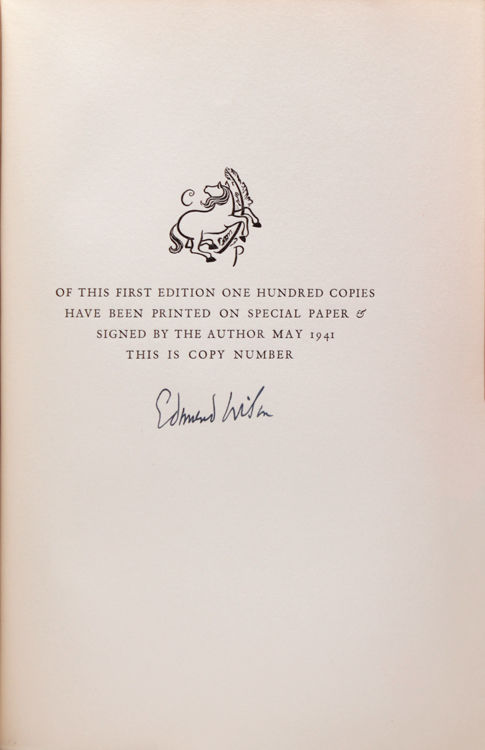 C
P
OF THIS FIRST EDITION ONE HUNDRED COPIES
HAVE BEEN PRINTED ON SPECIAL PAPER &
SIGNED BY THE AUTHOR MAY 1941
THIS IS COPY NUMBER
Edmund Wilson